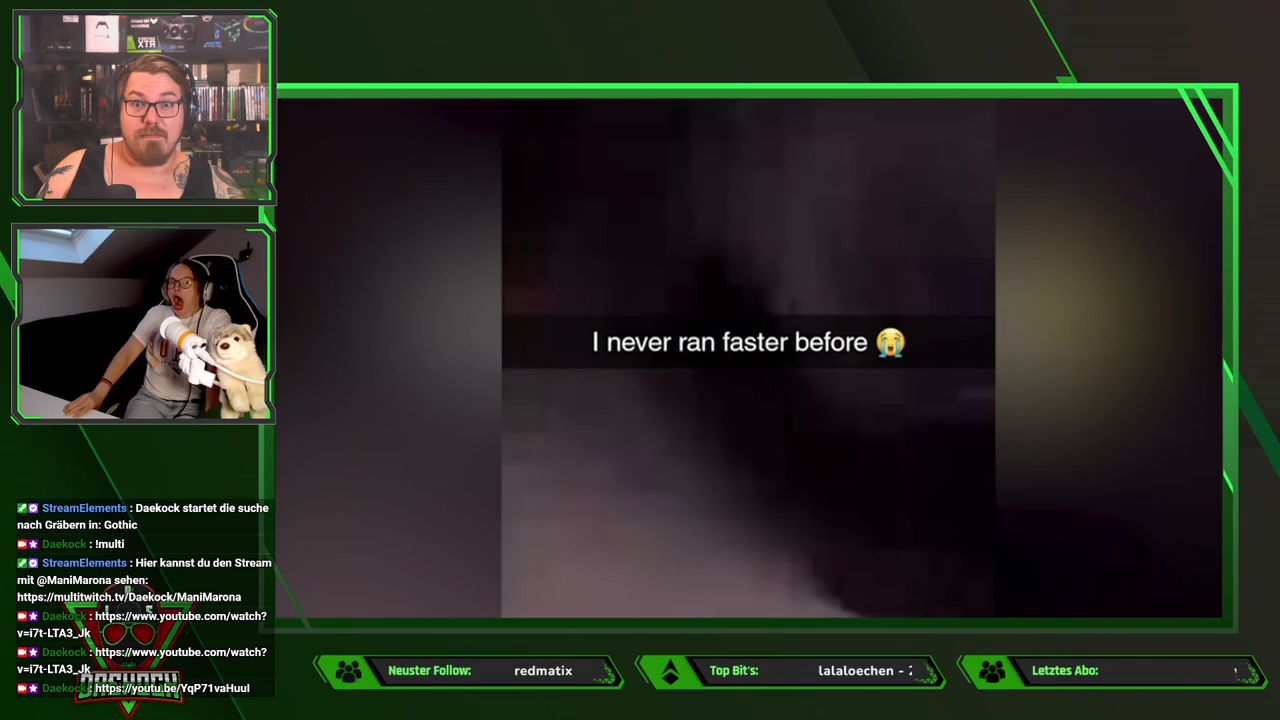 I never ran faster before 😭
StreamElements : Daekock startet die suche
nach Gräbern in: Gothic
Daekock : !multi
StreamElements : Hier kannst du den Stream
mit @ManiMarona sehen:
https://multitwitch.tv/Daekock/ManiMarona
Daekock : https://www.youtube.com/watch?
v=i7t-LTA3_Jk
Daekock : https://www.youtube.com/watch?
v=i7t-LTA3_Jk
Daekock : https://youtu.be/YqP71vaHuuI
Neuster Follow: redmatix
Top Bit's: lalaloechen -
Letztes Abo: